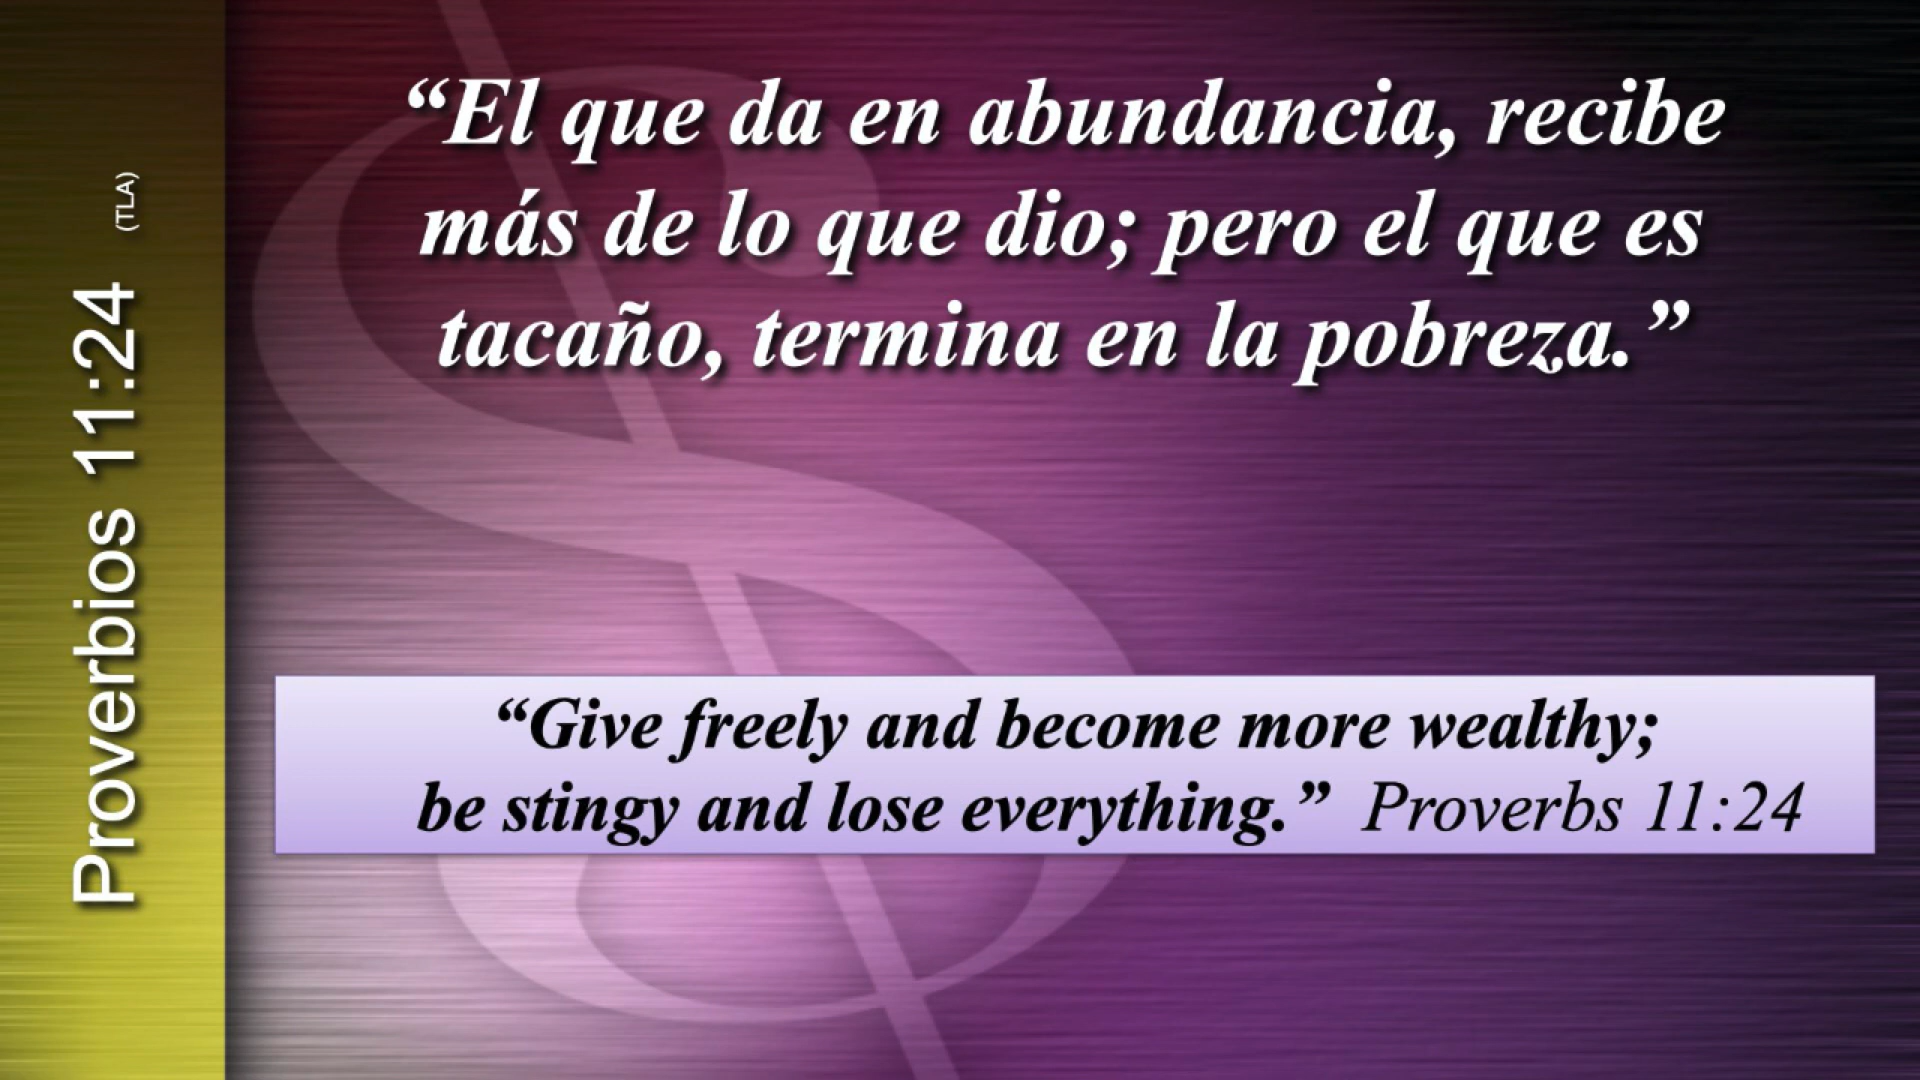 Proverbios 11:24 (TLA)
“El que da en abundancia, recibe
más de lo que dio; pero el que es
tacaño, termina en la pobreza.”
“Give freely and become more wealthy;
be stingy and lose everything.” Proverbs 11:24